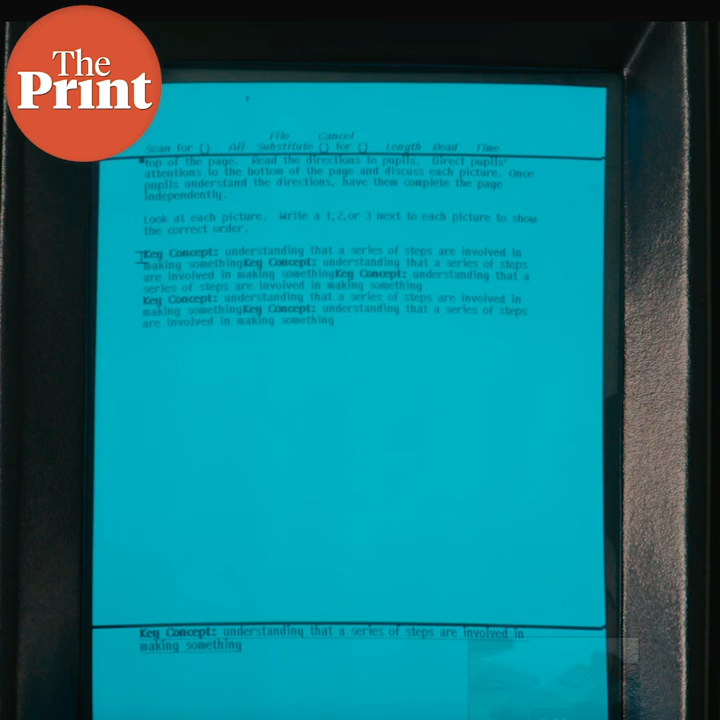 The
Print
File Cancel
Scan for {} All Substitute {} for {} Length Read Time
top of the page. Read the directions to pupils. Direct pupils'
attentions to the bottom of the page and discuss each picture. Once
pupils understand the directions, have them complete the page
independently.
Look at each picture. Write a 1,2,or 3 next to each picture to show
the correct order.
Key Concept: understanding that a series of steps are involved in
making somethingKey Concept: understanding that a series of steps
are involved in making somethingKey Concept: understanding that a
series of steps are involved in making something
Key Concept: understanding that a series of steps are involved in
making somethingKey Concept: understanding that a series of steps
are involved in making something
Key Concept: understanding that a series of steps are involved in
making something